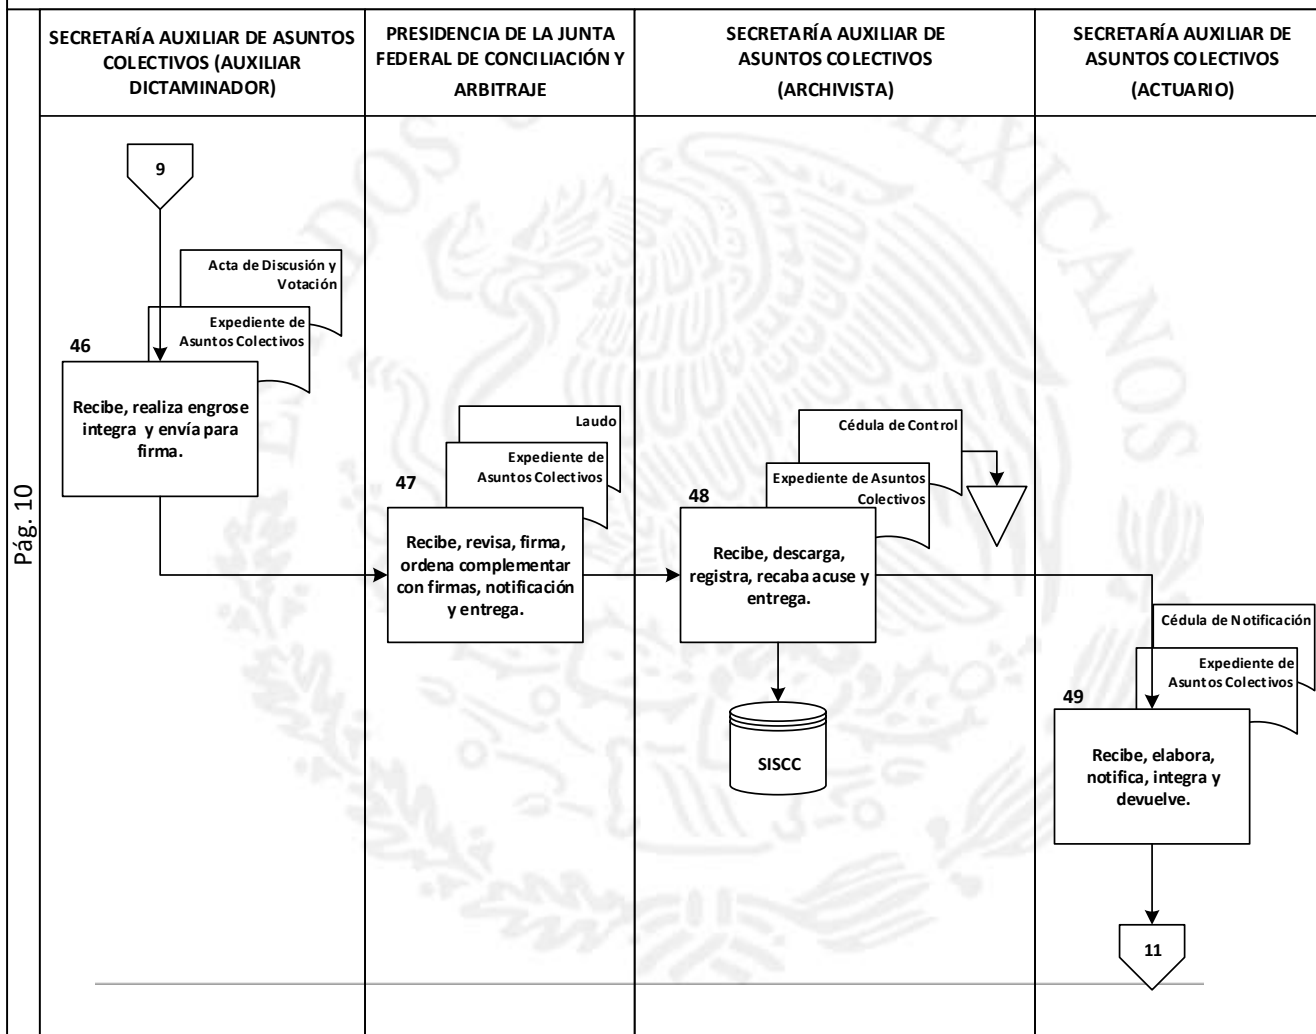 SECRETARÍA AUXILIAR DE ASUNTOS
COLECTIVOS (AUXILIAR
DICTAMINADOR)
PRESIDENCIA DE LA JUNTA
FEDERAL DE CONCILIACIÓN Y
ARBITRAJE
SECRETARÍA AUXILIAR DE
ASUNTOS COLECTIVOS
(ARCHIVISTA)
SECRETARÍA AUXILIAR DE
ASUNTOS COLECTIVOS
(ACTUARIO)
Pág. 10
9
Acta de Discusión y
Votación
Expediente de
Asuntos Colectivos
46
Recibe, realiza engrose
integra y envía para
firma.
Laudo
Expediente de
Asuntos Colectivos
47
Recibe, revisa, firma,
ordena complementar
con firmas, notificación
y entrega.
Cédula de Control
Expediente de Asuntos
Colectivos
48
Recibe, descarga,
registra, recaba acuse y
entrega.
SISCC
Cédula de Notificación
Expediente de
Asuntos Colectivos
49
Recibe, elabora,
notifica, integra y
devuelve.
11